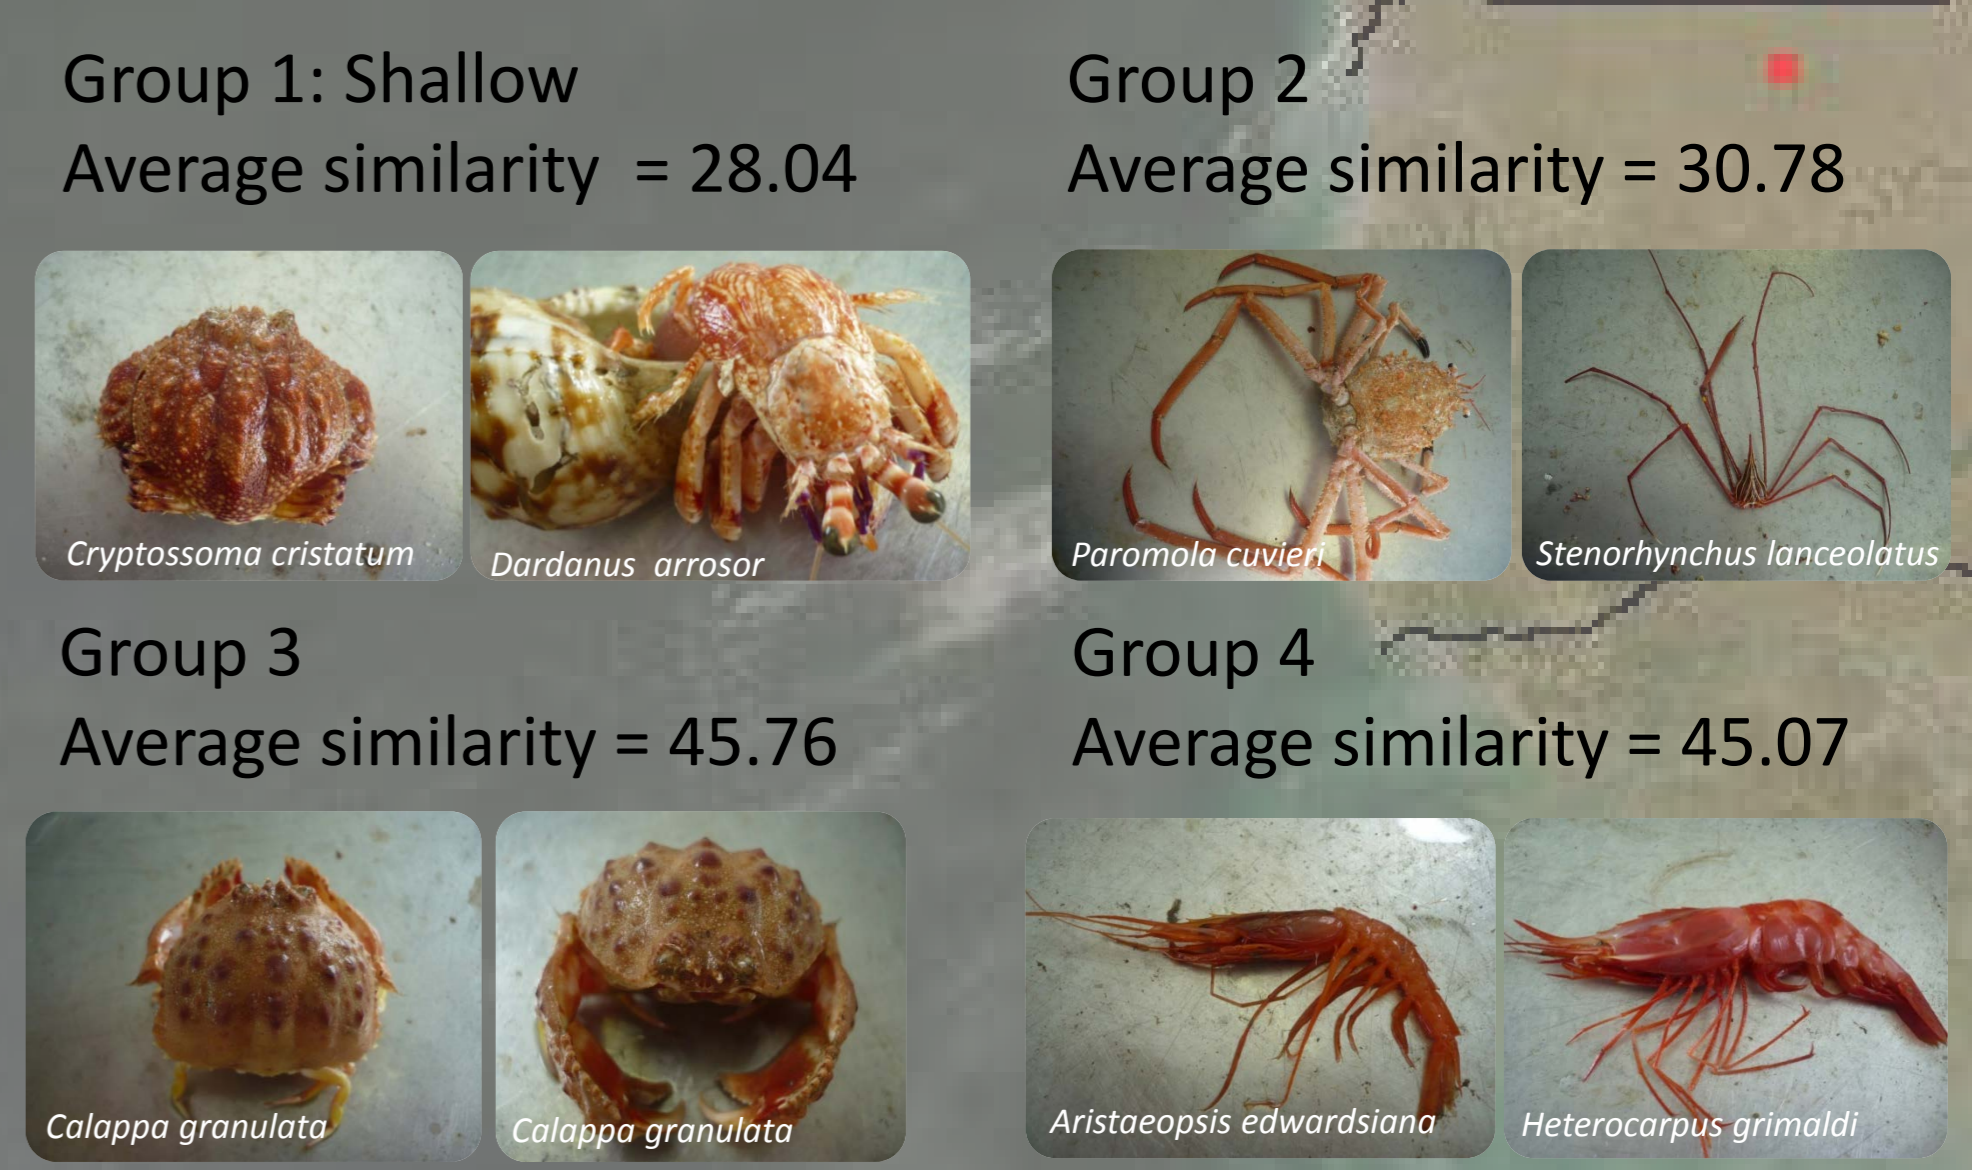 Group 1: Shallow
Average similarity = 28.04
Cryptossoma cristatum
Dardanus arrosor
Group 2
Average similarity = 30.78
Paromola cuvieri
Stenorhynchus lanceolatus
Group 3
Average similarity = 45.76
Calappa granulata
Calappa granulata
Group 4
Average similarity = 45.07
Aristaeopsis edwardsiana
Heterocarpus grimaldi